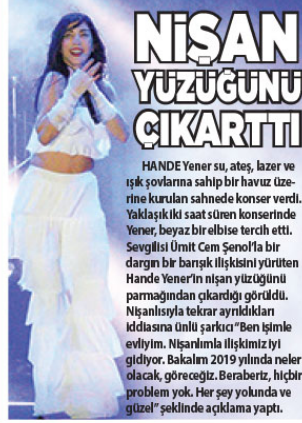 NİŞAN
YÜZÜĞÜNÜ
ÇIKARTTI
HANDE Yener su, ateş, lazer ve
ışık şovlarına sahip bir havuz üze-
rine kurulan sahnede konser verdi.
Yaklaşık iki saat süren konserinde
Yener, beyaz bir elbise tercih etti.
Sevgilisi Ümit Cem Şenol'la bir
dargın bir barışık ilişkisini yürüten
Hande Yener'in nişan yüzüğünü
parmağından çıkardığı görüldü.
Nişanlısıyla tekrar ayrıldıkları
iddiasına ünlü şarkıcı "Ben işimle
evliyim. Nişanlımla ilişkimiz iyi
gidiyor. Bakalım 2019 yılında neler
olacak, göreceğiz. Beraberiz, hiçbir
problem yok. Her şey yolunda ve
güzel" şeklinde açıklama yaptı.